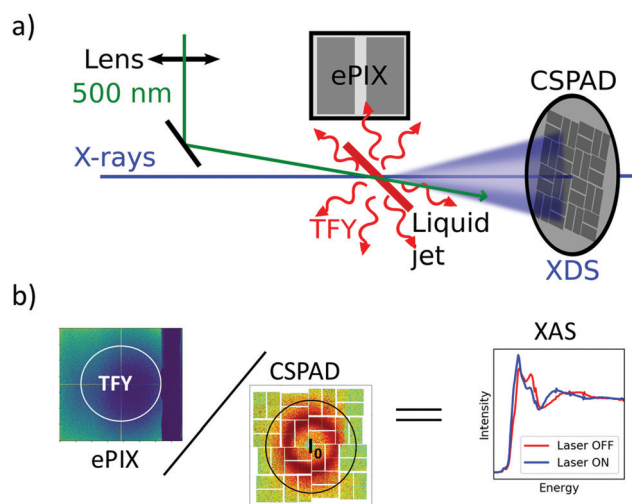 a)
Lens
500 nm
X-rays
ePIX
CSPAD
TFY
Liquid
jet
XDS
b)
TFY
ePIX
CSPAD
I0
XAS
Intensity
Laser OFF
Laser ON
Energy